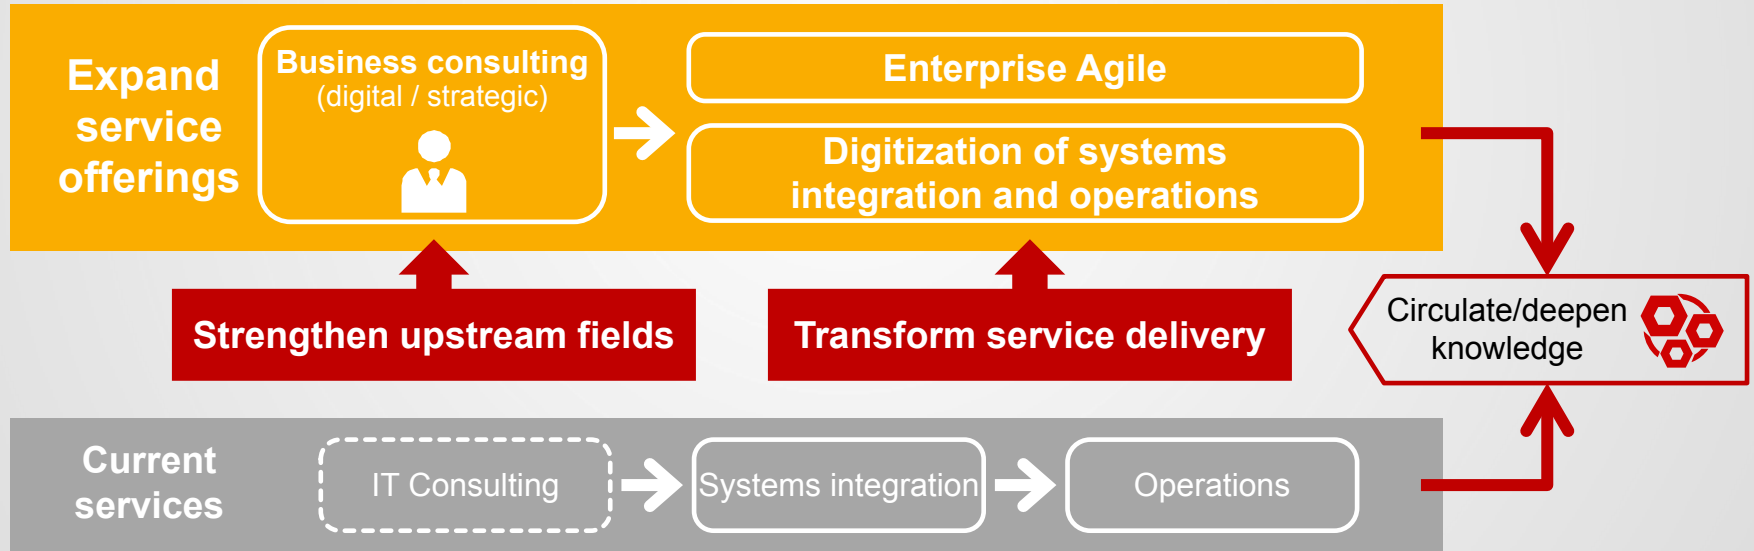 Expand
service
offerings
Business consulting
(digital / strategic)
Enterprise Agile
Digitization of systems
integration and operations
Strengthen upstream fields
Transform service delivery
Circulate/deepen
knowledge
Current
services
IT Consulting
Systems integration
Operations